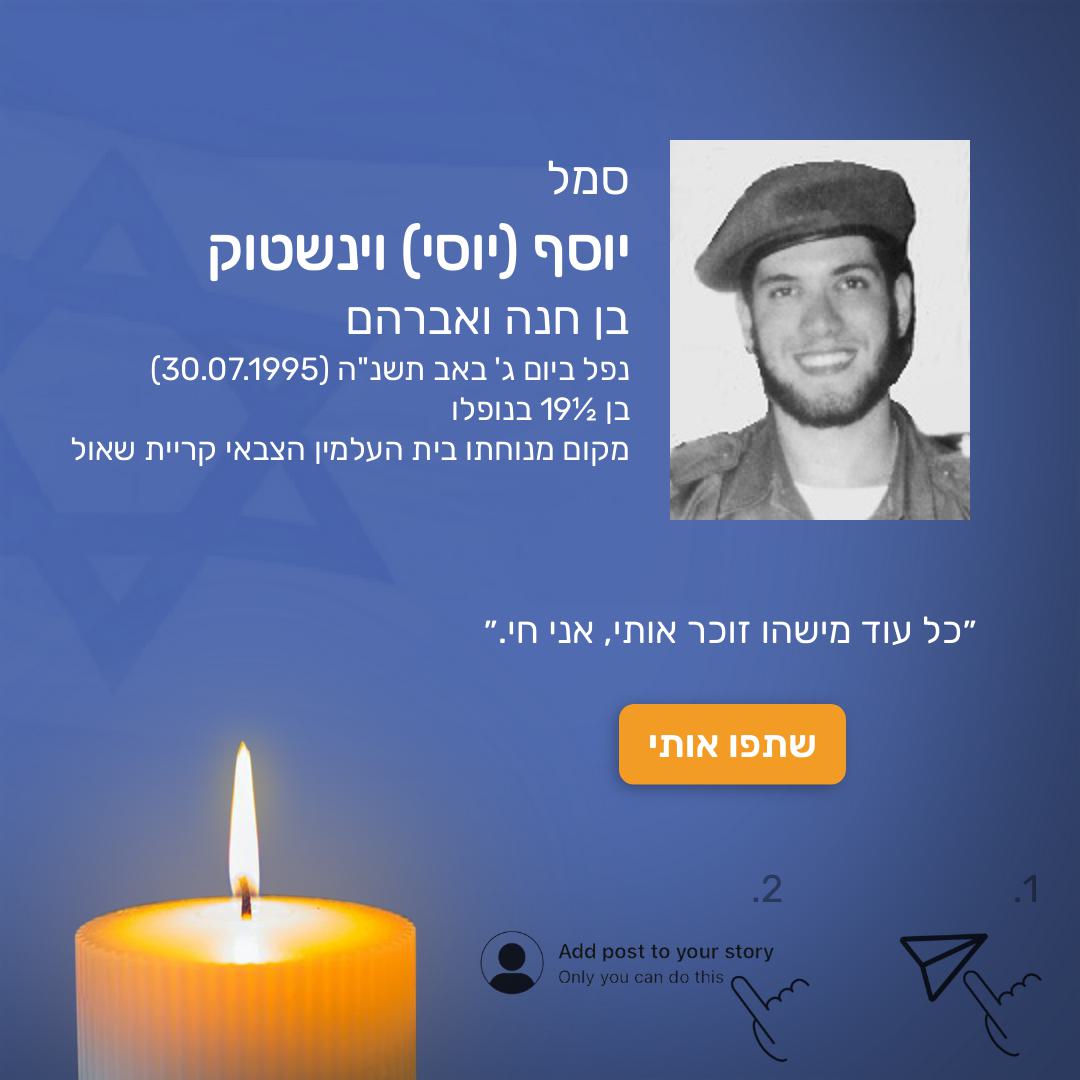 סמל
יוסף (יוסי) וינשטוק
בן חנה ואברהם
נפל ביום ג' באב תשנ"ה (30.07.1995)
בן 19½ בנופלו
מקום מנוחתו בית העלמין הצבאי קריית שאול
״כל עוד מישהו זוכר אותי, אני חי.״
שתפו אותי
1.
2.
Add post to your story
Only you can do this